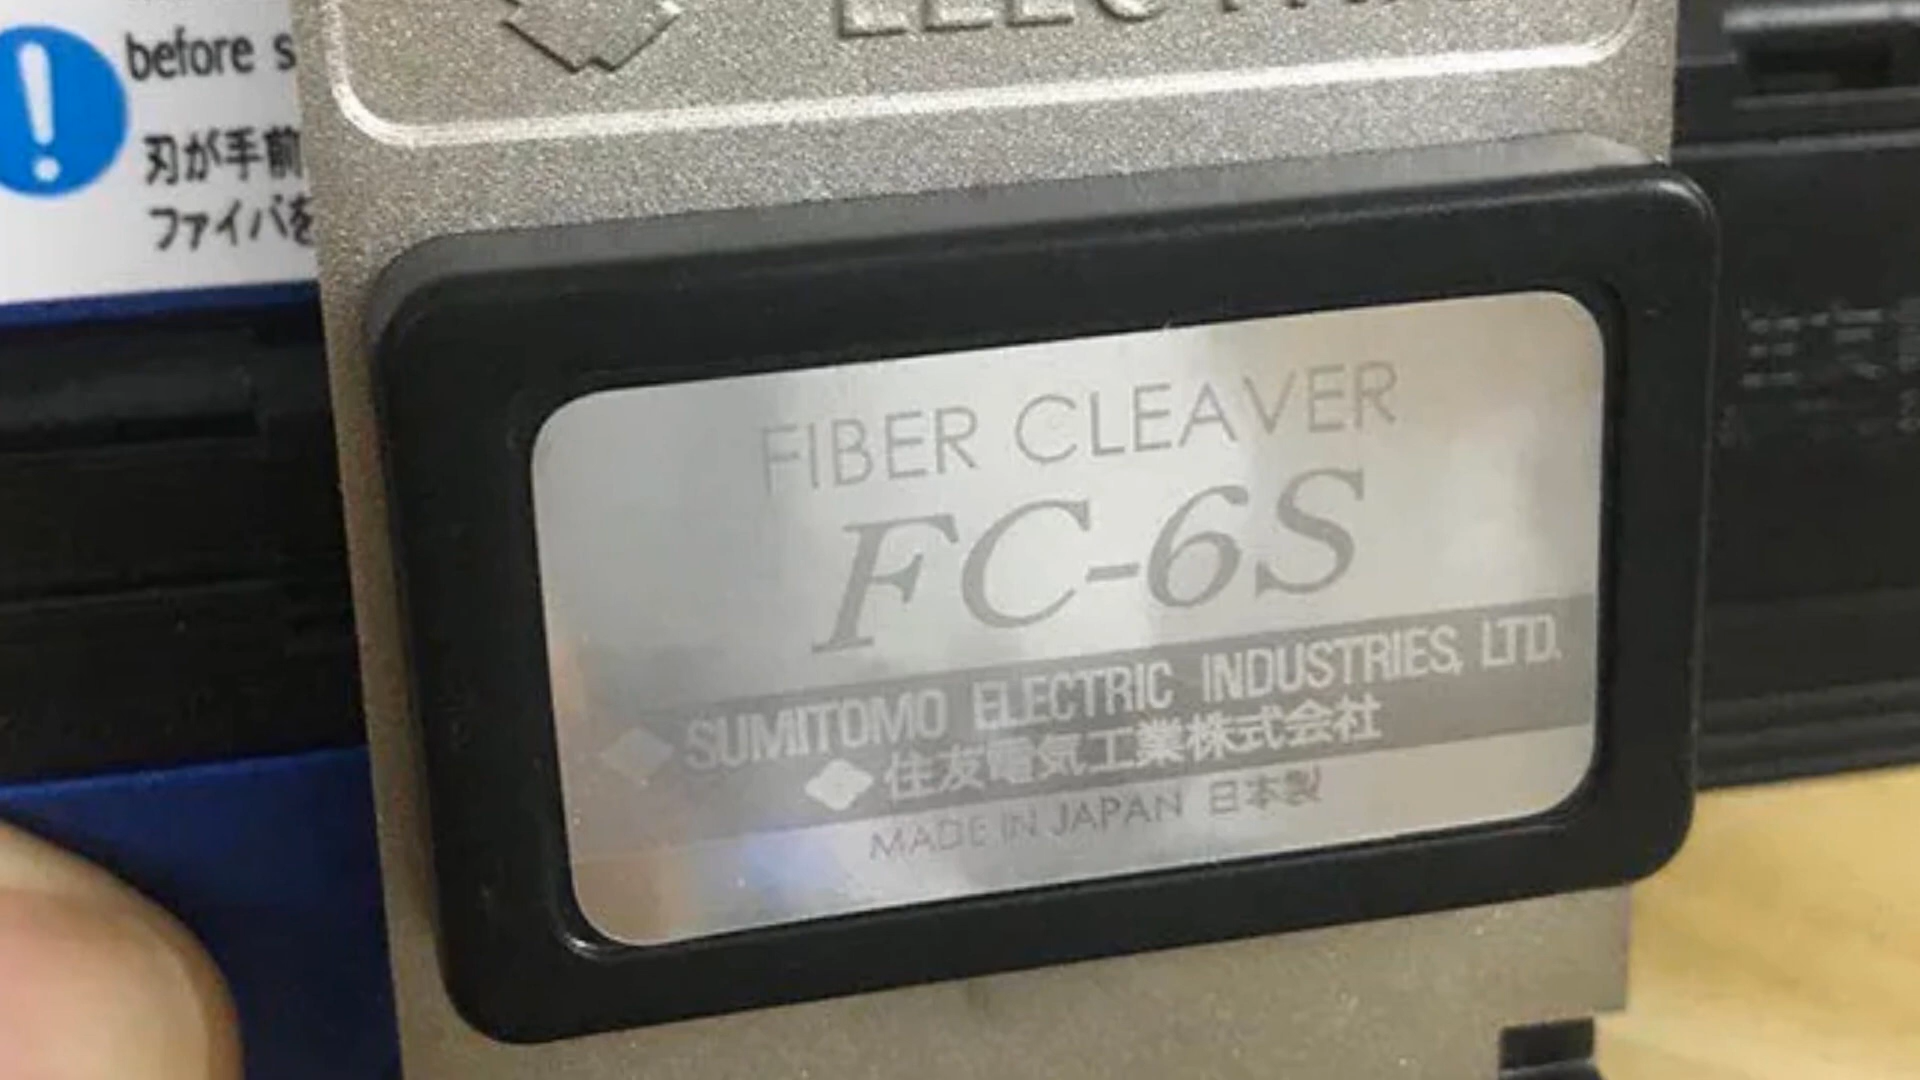 before s
刃が手前
ファイバを
FIBER CLEAVER
FC-6S
SUMITOMO ELECTRIC INDUSTRIES, LTD.
住友電気工業株式会社
MADE IN JAPAN 日本製